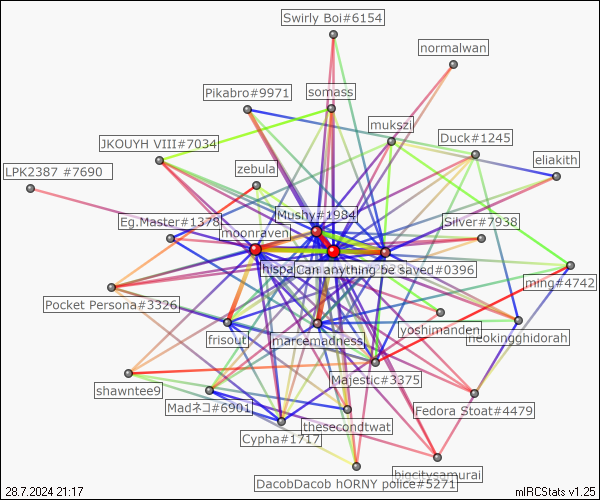 Swirly Boi#6154
normalwan
Pikabro#9971
somass
mukszi
Duck#1245
JKOUYH VIII#7034
eliakith
LPK2387 #7690
zebula
Mushy#1984
Eg.Master#1378
moonraven
Silver#7938
hispa
Can anything be saved#0396
ming#4742
Pocket Persona#3326
yoshimanden
frisout
marcemadness
neokingghidorah
Majestic#3375
shawntee9
Madネコ#6901
Fedora Stoat#4479
thesecondtwat
Cypha#1717
bigcitysamurai
DacobDacob hORNY police#5271
28.7.2024 21:17
mIRCStats v1.25